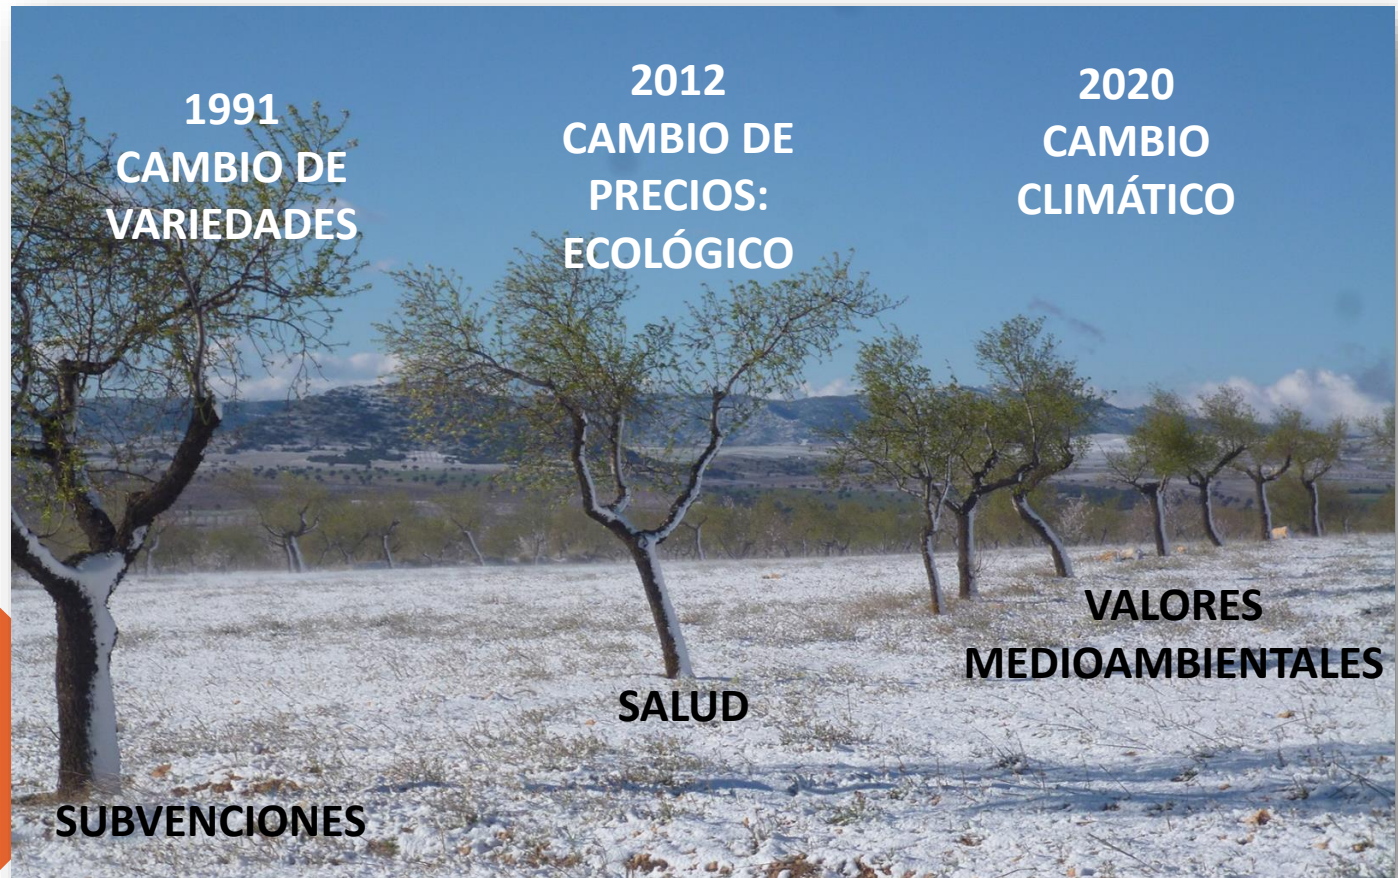 1991
CAMBIO DE
VARIEDADES
2012
CAMBIO DE
PRECIOS:
ECOLÓGICO
2020
CAMBIO
CLIMÁTICO
SUBVENCIONES
SALUD
VALORES
MEDIOAMBIENTALES